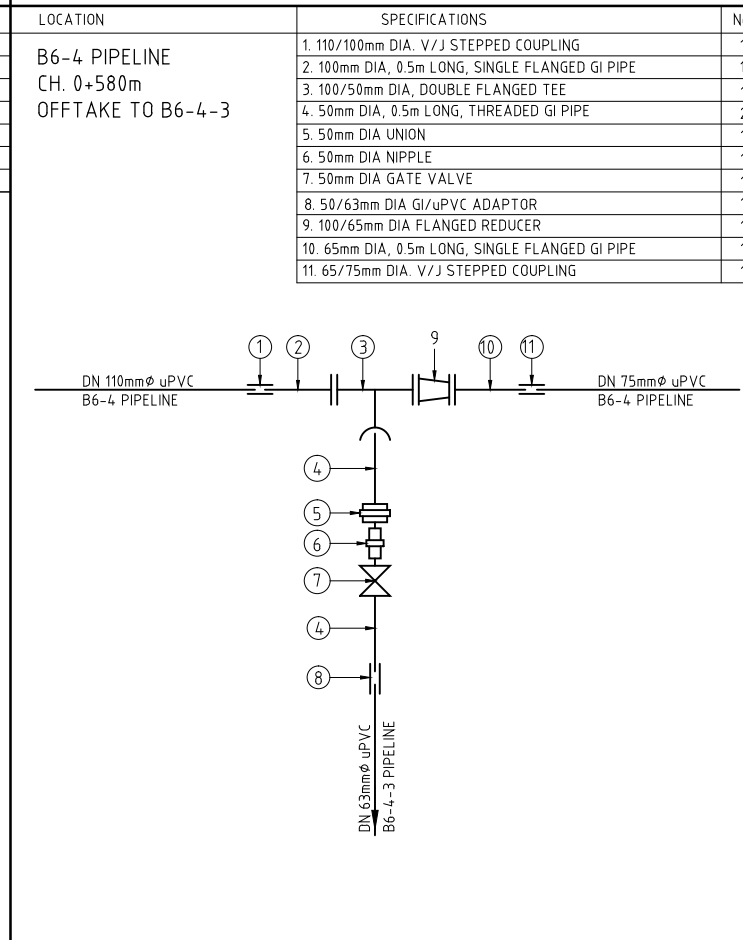 LOCATION
SPECIFICATIONS
B6-4 PIPELINE
CH. 0+580m
OFFTAKE TO B6-4-3
1. 110/100mm DIA. V/J STEPPED COUPLING
2. 100mm DIA, 0.5m LONG, SINGLE FLANGED GI PIPE
3. 100/50mm DIA, DOUBLE FLANGED TEE
4. 50mm DIA, 0.5m LONG, THREADED GI PIPE
5. 50mm DIA UNION
6. 50mm DIA NIPPLE
7. 50mm DIA GATE VALVE
8. 50/63mm DIA GI/uPVC ADAPTOR
9. 100/65mm DIA FLANGED REDUCER
10. 65mm DIA, 0.5m LONG, SINGLE FLANGED GI PIPE
11. 65/75mm DIA. V/J STEPPED COUPLING
1 2 3 9 10 11
DN 110mmø uPVC
B6-4 PIPELINE
DN 75mmø uPVC
B6-4 PIPELINE
4
5
6
7
4
8
DN 63mmø uPVC
B6-4-3 PIPELINE